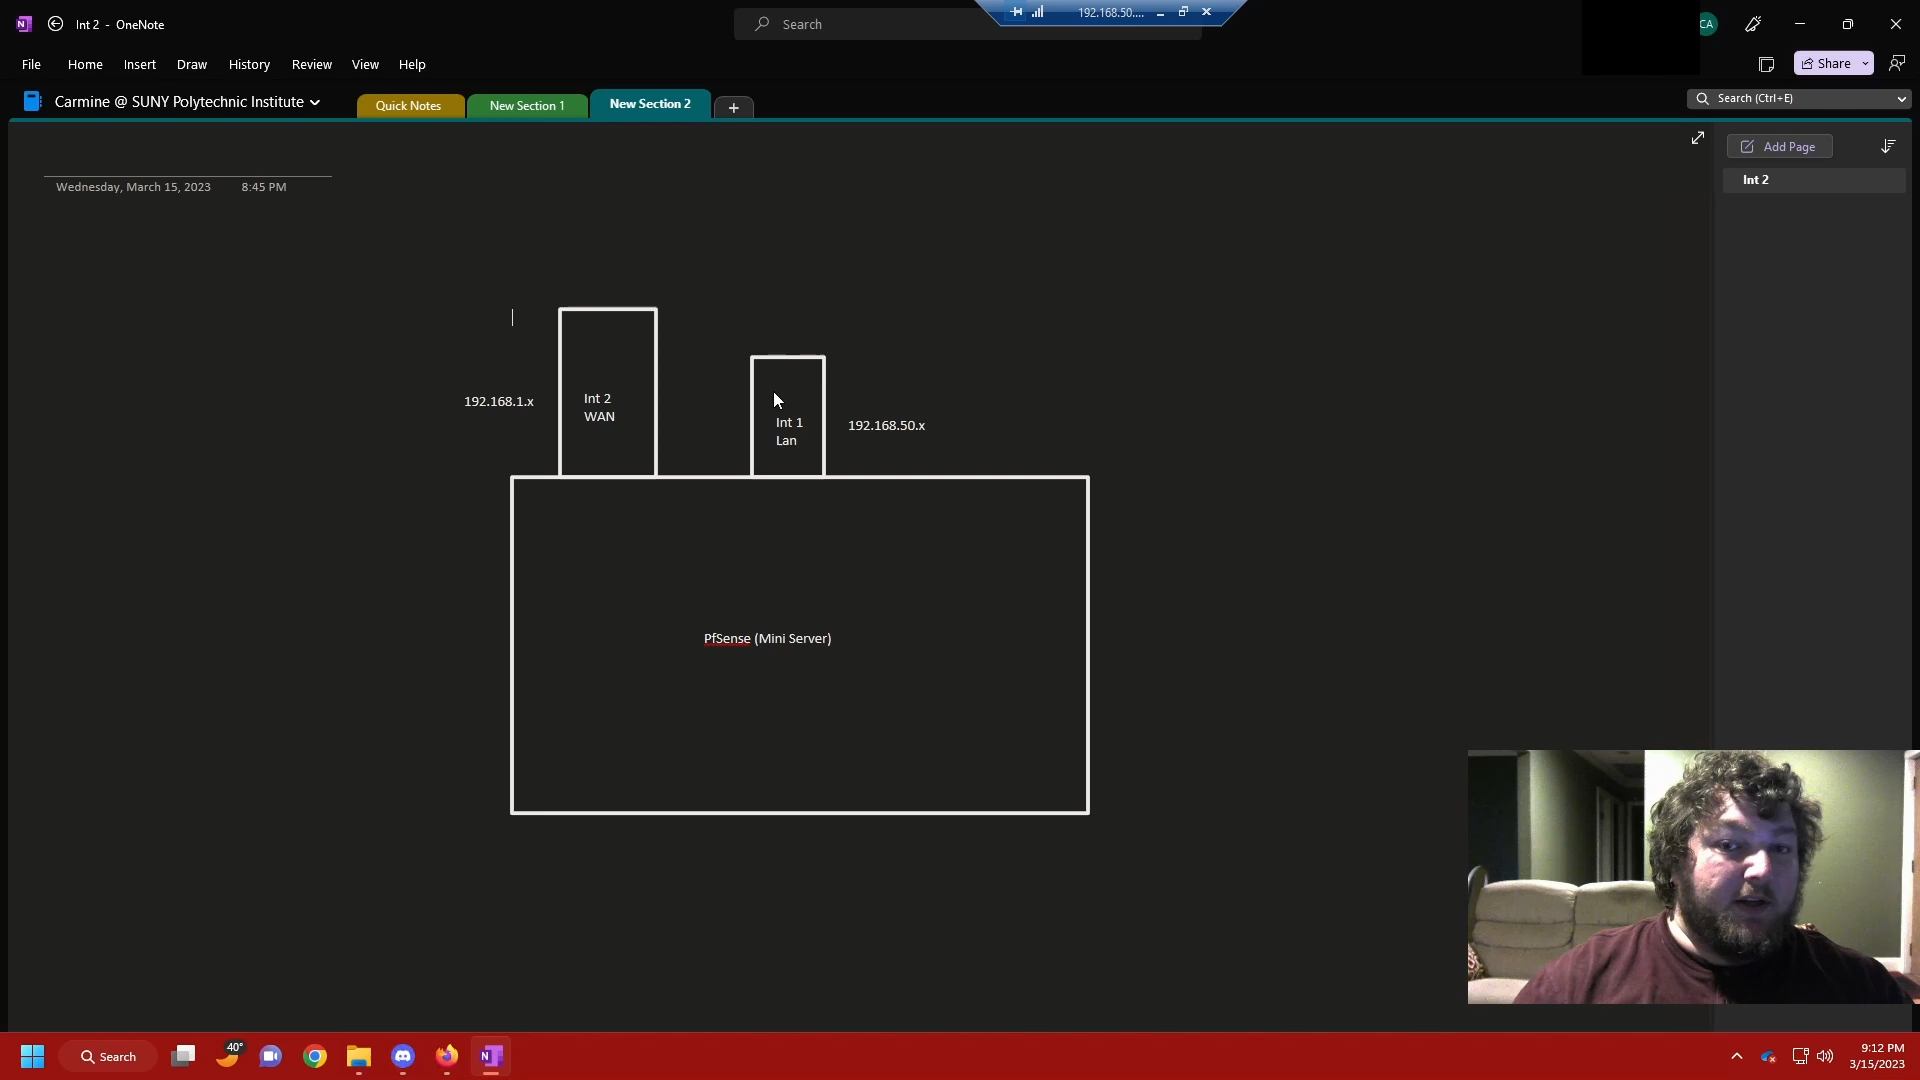 Int 2 - OneNote
Search
192.168.50....
CA
File
Home
Insert
Draw
History
Review
View
Help
Share
Carmine @ SUNY Polytechnic Institute
Quick Notes
New Section 1
New Section 2
Search (Ctrl+E)
Add Page
Int 2
Wednesday, March 15, 2023
8:45 PM
192.168.1.x
Int 2
WAN
Int 1
Lan
192.168.50.x
PfSense (Mini Server)
Search
40°
9:12 PM
3/15/2023